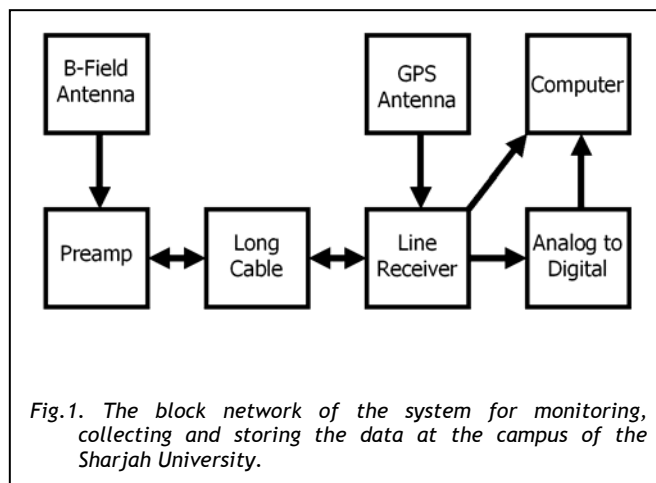 B-Field
Antenna
GPS
Antenna
Computer
Preamp
Long
Cable
Line
Receiver
Analog to
Digital
Fig.1. The block network of the system for monitoring,
collecting and storing the data at the campus of the
Sharjah University.